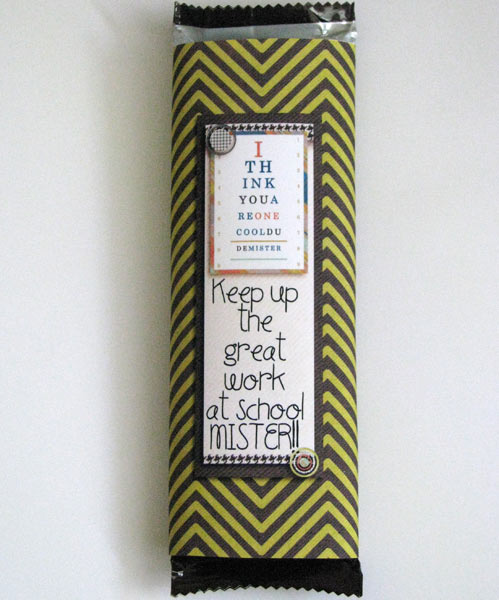 I
TH
INK
YOUA
REONE
COOLDU
DEMISTER
Keep up
the
great
work
at school
MISTER!!